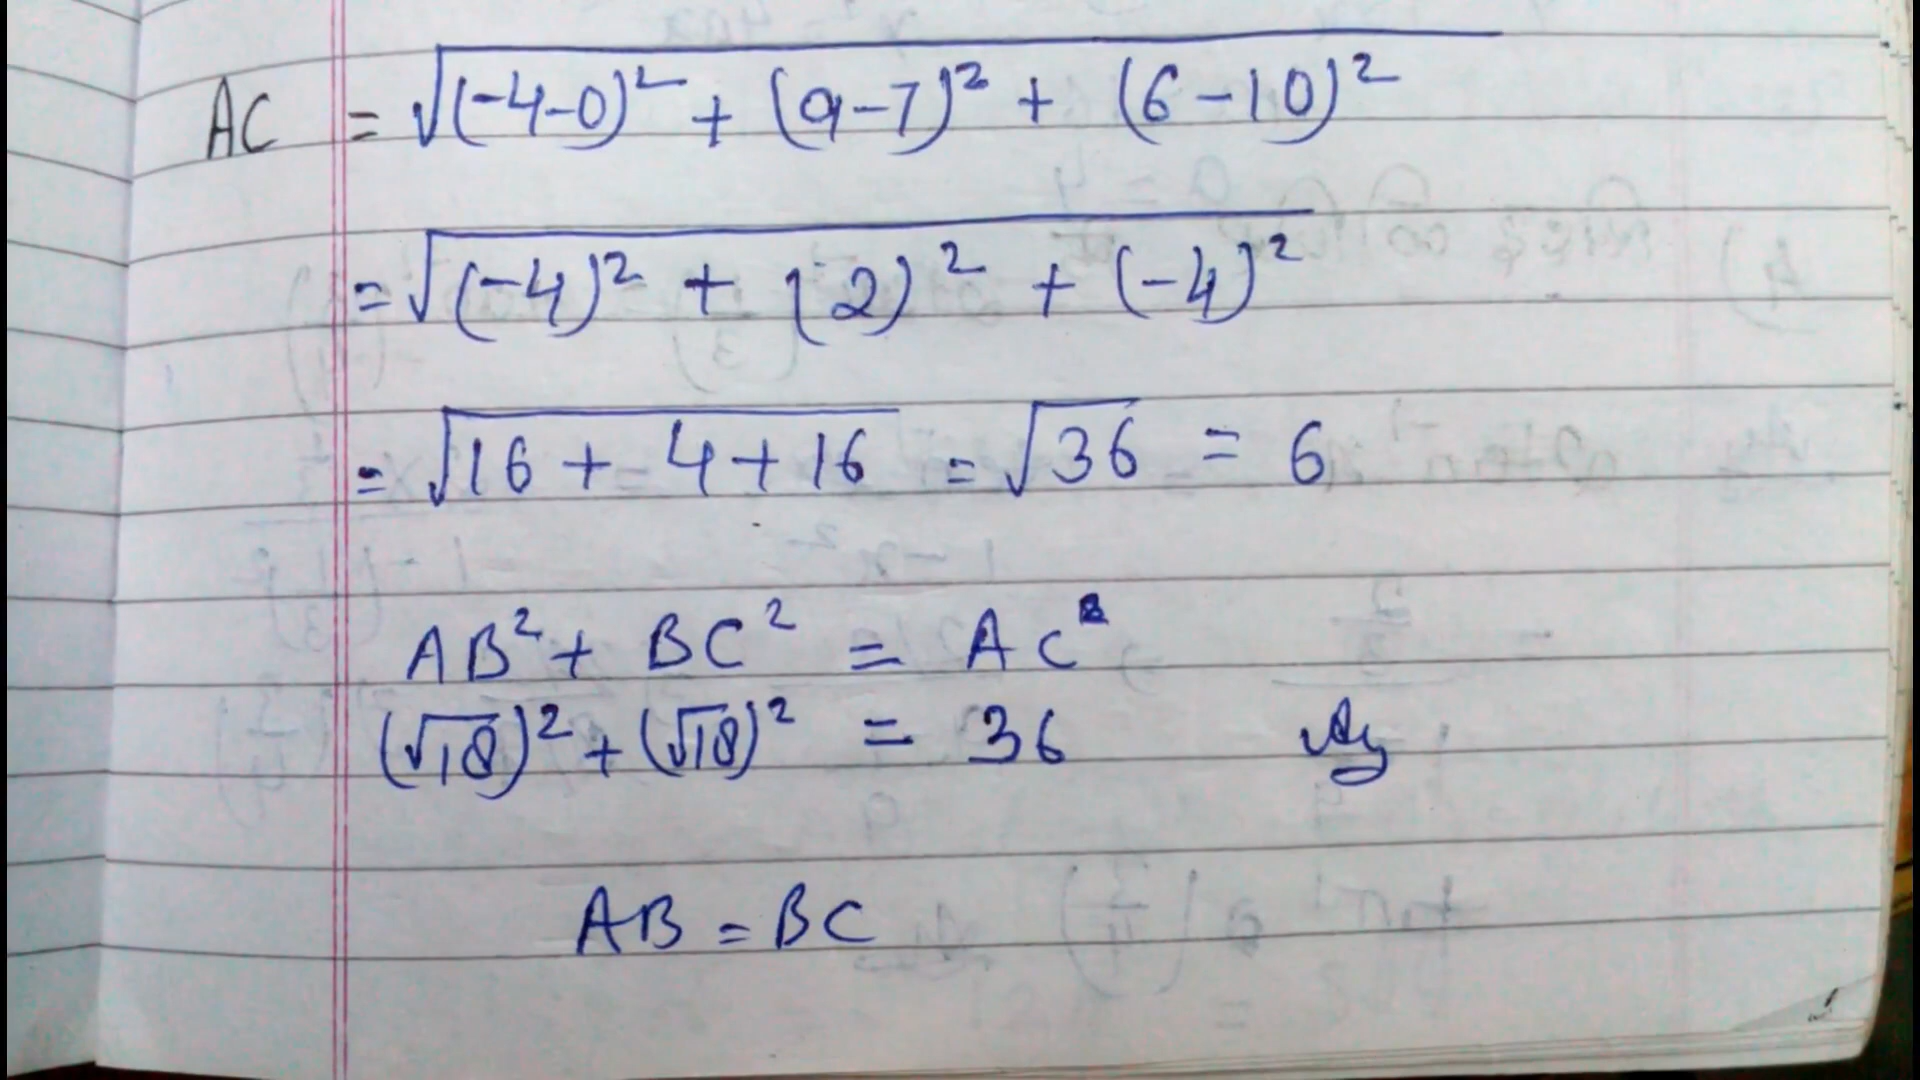 AC = √(-4-0)² + (9-7)² + (6-10)²
= √(-4)² + (2)² + (-4)²
= √16 + 4 + 16 = √36 = 6
AB² + BC² = AC²
(√18)² + (√18)² = 36
AB = BC